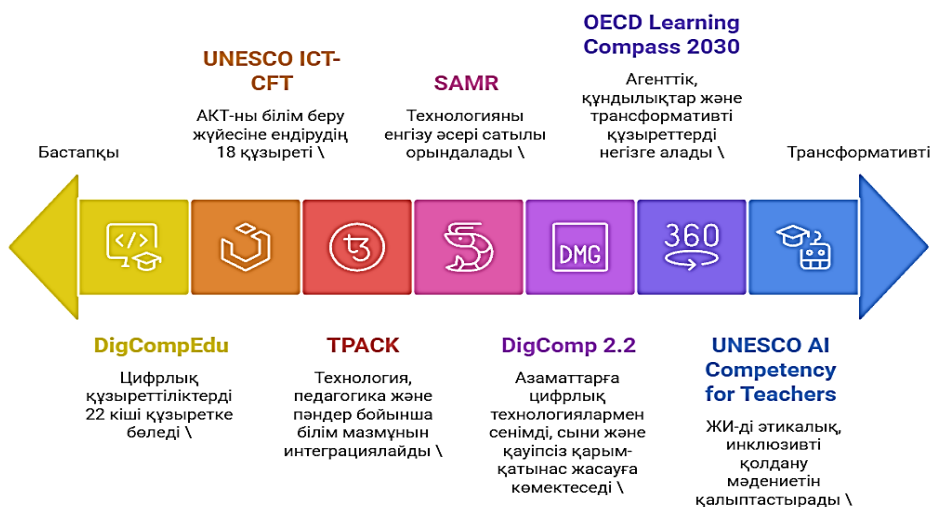 OECD Learning
Compass 2030
Агенттік,
құндылықтар және
трансформативті
құзыреттерді
негізге алады \
UNESCO ICT-
CFT
АКТ-ны білім беру
жүйесіне ендірудің
18 құзыреті \
SAMR
Технологияны
енгізу әсері сатылы
орындалады \
Бастапқы
Трансформативті
</>
DMG
360
DigCompEdu
Цифрлық
құзыреттіліктерді
22 кіші құзыретке
бөледі \
TPACK
Технология,
педагогика және
пәндер бойынша
білім мазмұнын
интеграциялайды \
DigComp 2.2
Азаматтарға
цифрлық
технологиялармен
сенімді, сыни және
қауіпсіз қарым-
қатынас жасауға
көмектеседі \
UNESCO AI
Competency
for Teachers
ЖИ-ді этикалық,
инклюзивті
қолдану
мәдениетін
қалыптастырады \